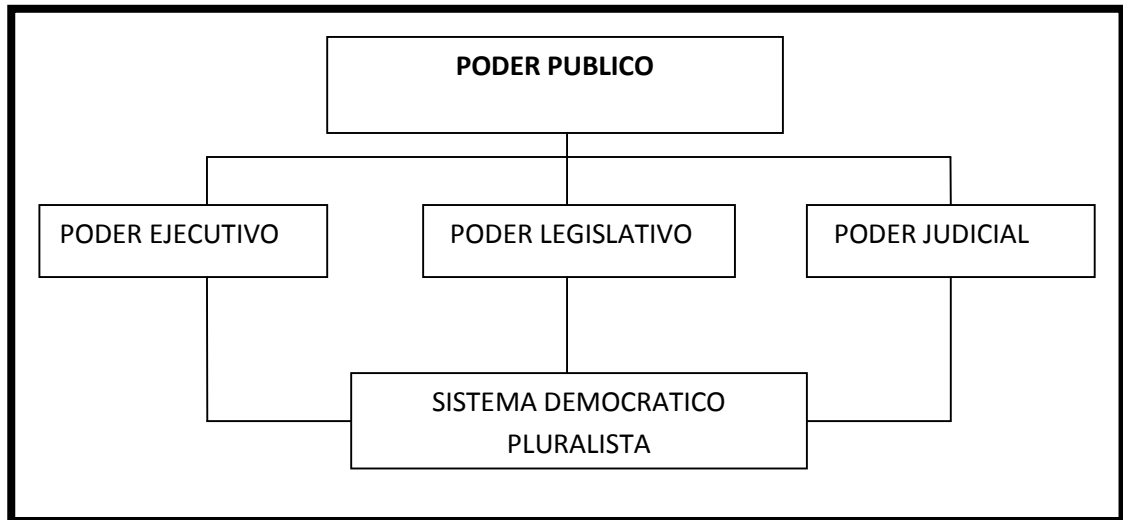 PODER PUBLICO
PODER EJECUTIVO
PODER LEGISLATIVO
PODER JUDICIAL
SISTEMA DEMOCRATICO
PLURALISTA